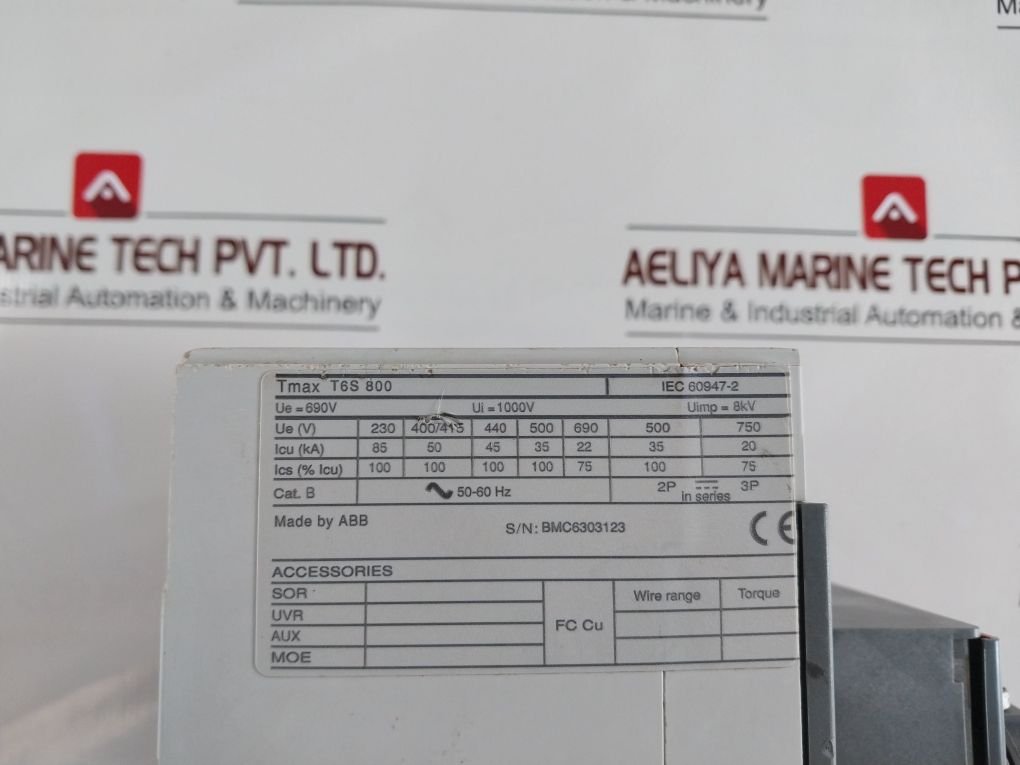 & Machinery
Ma
ARINE TECH PVT. LTD.
strial Automation & Machinery
AELIYA MARINE TECH P
Marine & Industrial Automation &
Tmax T6S 800 IEC 60947-2
Ue = 690V Ui = 1000V Uimp = 8kV
Ue (V) 230 400/415 440 500 690 500 750
Icu (kA) 85 50 45 35 22 35 20
Ics (% Icu) 100 100 100 100 75 100 75
Cat. B 50-60 Hz 2P in series 3P
Made by ABB S/N: BMC6303123 CE
ACCESSORIES
SOR FC Cu Wire range Torque
UVR
AUX
MOE